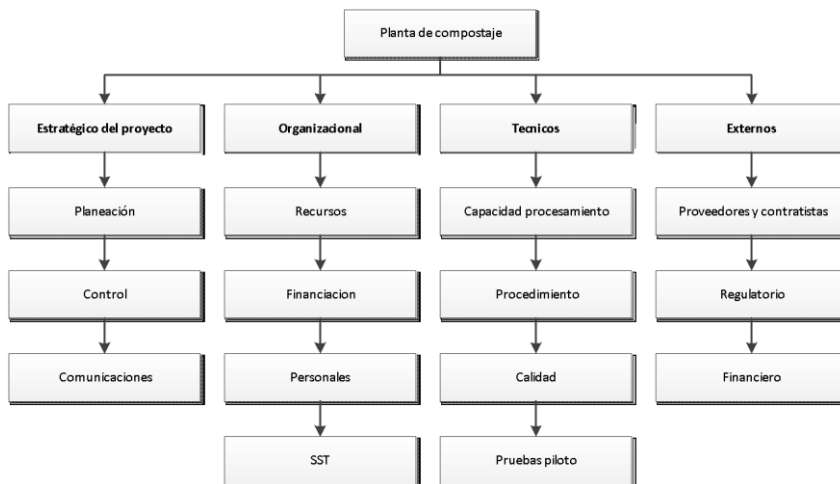 Planta de compostaje
Estratégico del proyecto
Organizacional
Tecnicos
Externos
Planeación
Recursos
Capacidad procesamiento
Proveedores y contratistas
Control
Financiacion
Procedimiento
Regulatorio
Comunicaciones
Personales
Calidad
Financiero
SST
Pruebas piloto